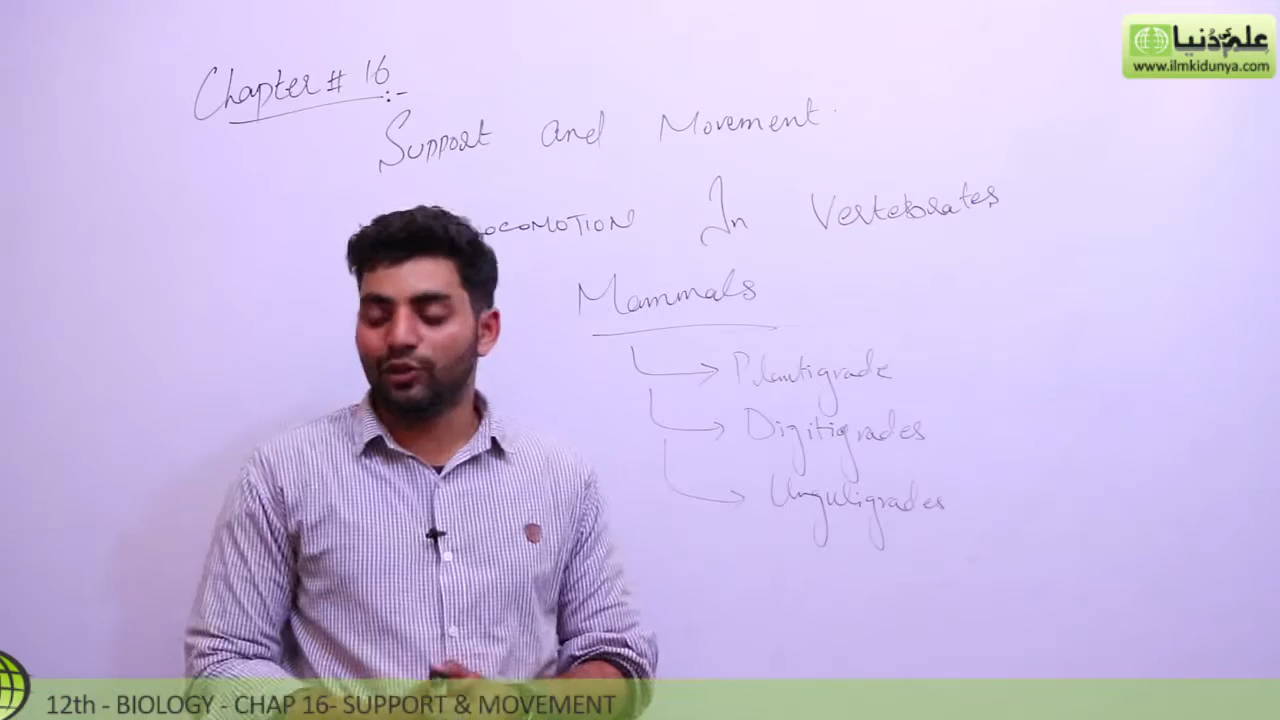 علم کی دنیا
www.ilmkidunya.com
Chapter # 16 :-
Support and Movement.
LOCOMOTION In Vertebrates
Mammals
Plantigrade
Digitigrades
Unguligrades
12th - BIOLOGY - CHAP 16- SUPPORT & MOVEMENT